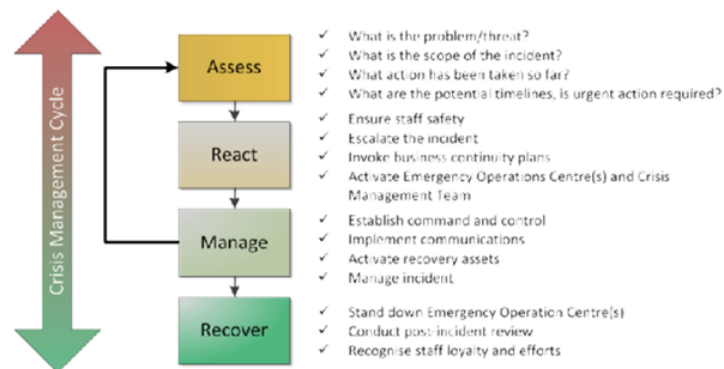 Crisis Management Cycle
Assess
✓ What is the problem/threat?
✓ What is the scope of the incident?
✓ What action has been taken so far?
✓ What are the potential timelines, is urgent action required?
React
✓ Ensure staff safety
✓ Escalate the incident
✓ Invoke business continuity plans
✓ Activate Emergency Operations Centre(s) and Crisis
Management Team
Manage
✓ Establish command and control
✓ Implement communications
✓ Activate recovery assets
✓ Manage incident
Recover
✓ Stand down Emergency Operation Centre(s)
✓ Conduct post-incident review
✓ Recognise staff loyalty and efforts